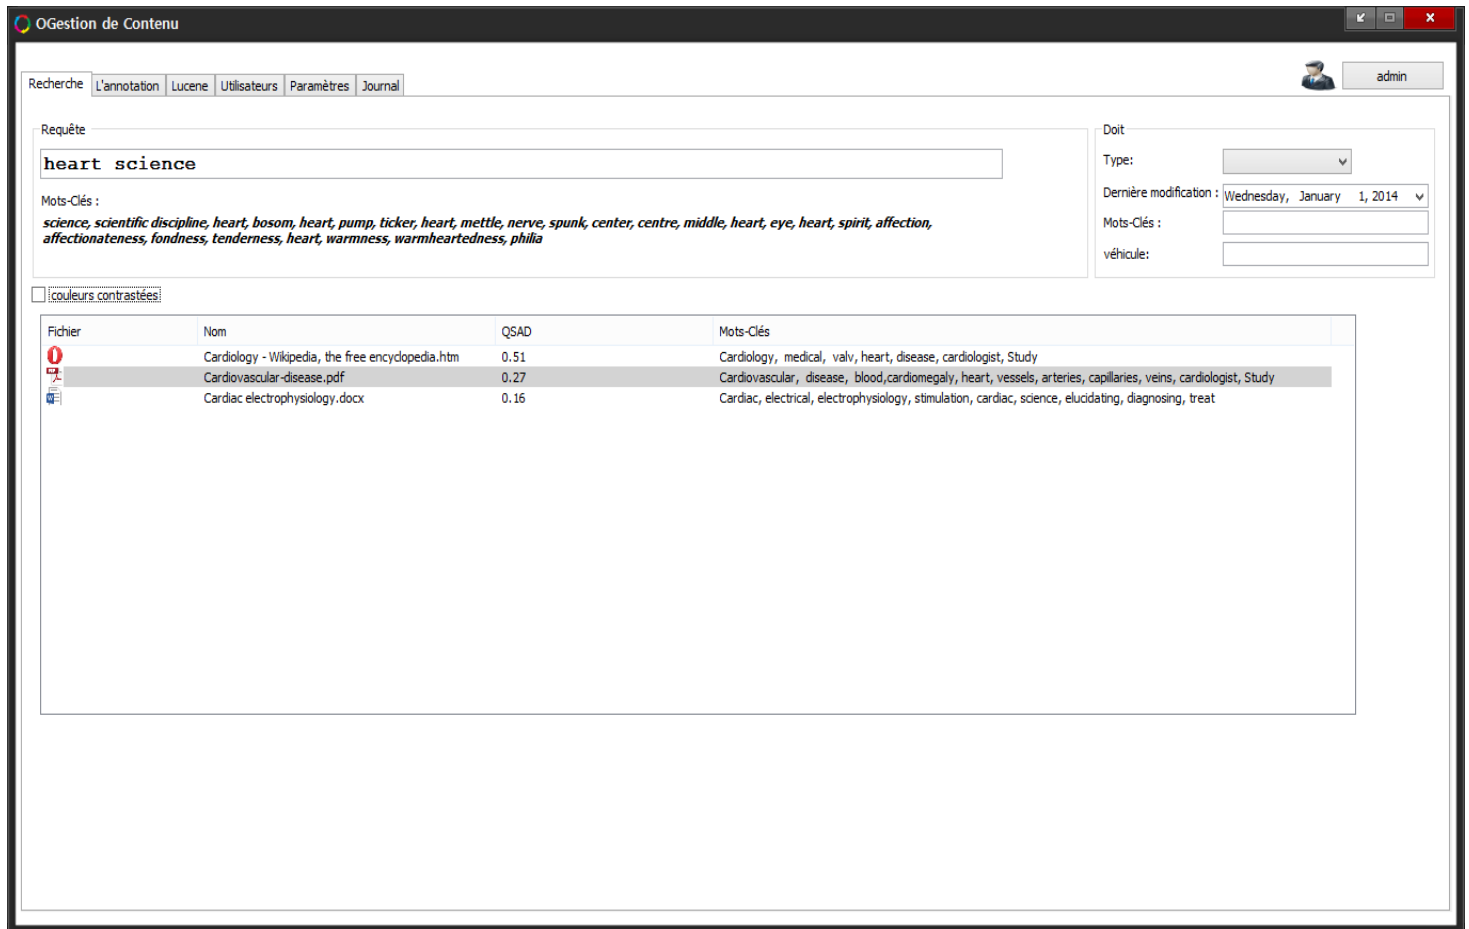 OGestion de Contenu
admin
Recherche L'annotation Lucene Utilisateurs Paramètres Journal
Requête
heart science
Mots-Clés :
science, scientific discipline, heart, bosom, heart, pump, ticker, heart, mettle, nerve, spunk, center, centre, middle, heart, eye, heart, spirit, affection,
affectionateness, fondness, tenderness, heart, warmness, warmheartedness, philia
Doit
Type:
Dernière modification : Wednesday, January 1, 2014
Mots-Clés :
véhicule:
couleurs contrastées
Fichier Nom QSAD Mots-Clés
Cardiology - Wikipedia, the free encyclopedia.htm 0.51 Cardiology, medical, valv, heart, disease, cardiologist, Study
Cardiovascular-disease.pdf 0.27 Cardiovascular, disease, blood,cardiomegaly, heart, vessels, arteries, capillaries, veins, cardiologist, Study
Cardiac electrophysiology.docx 0.16 Cardiac, electrical, electrophysiology, stimulation, cardiac, science, elucidating, diagnosing, treat